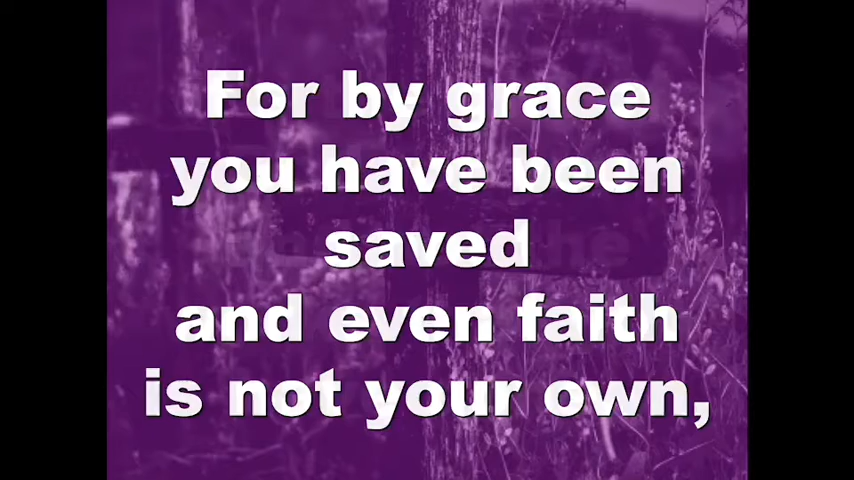 For by grace
you have been
saved
and even faith
is not your own,